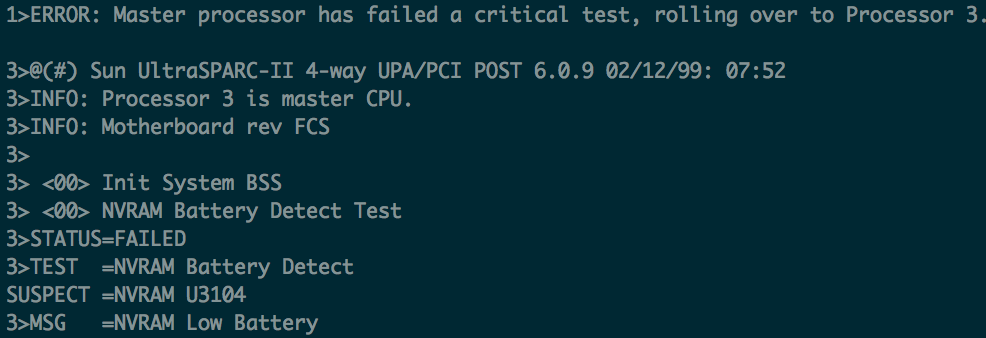 1>ERROR: Master processor has failed a critical test, rolling over to Processor 3.
3>@(#) Sun UltraSPARC-II 4-way UPA/PCI POST 6.0.9 02/12/99: 07:52
3>INFO: Processor 3 is master CPU.
3>INFO: Motherboard rev FCS
3>
3> <00> Init System BSS
3> <00> NVRAM Battery Detect Test
3>STATUS=FAILED
3>TEST  =NVRAM Battery Detect
SUSPECT =NVRAM U3104
3>MSG   =NVRAM Low Battery